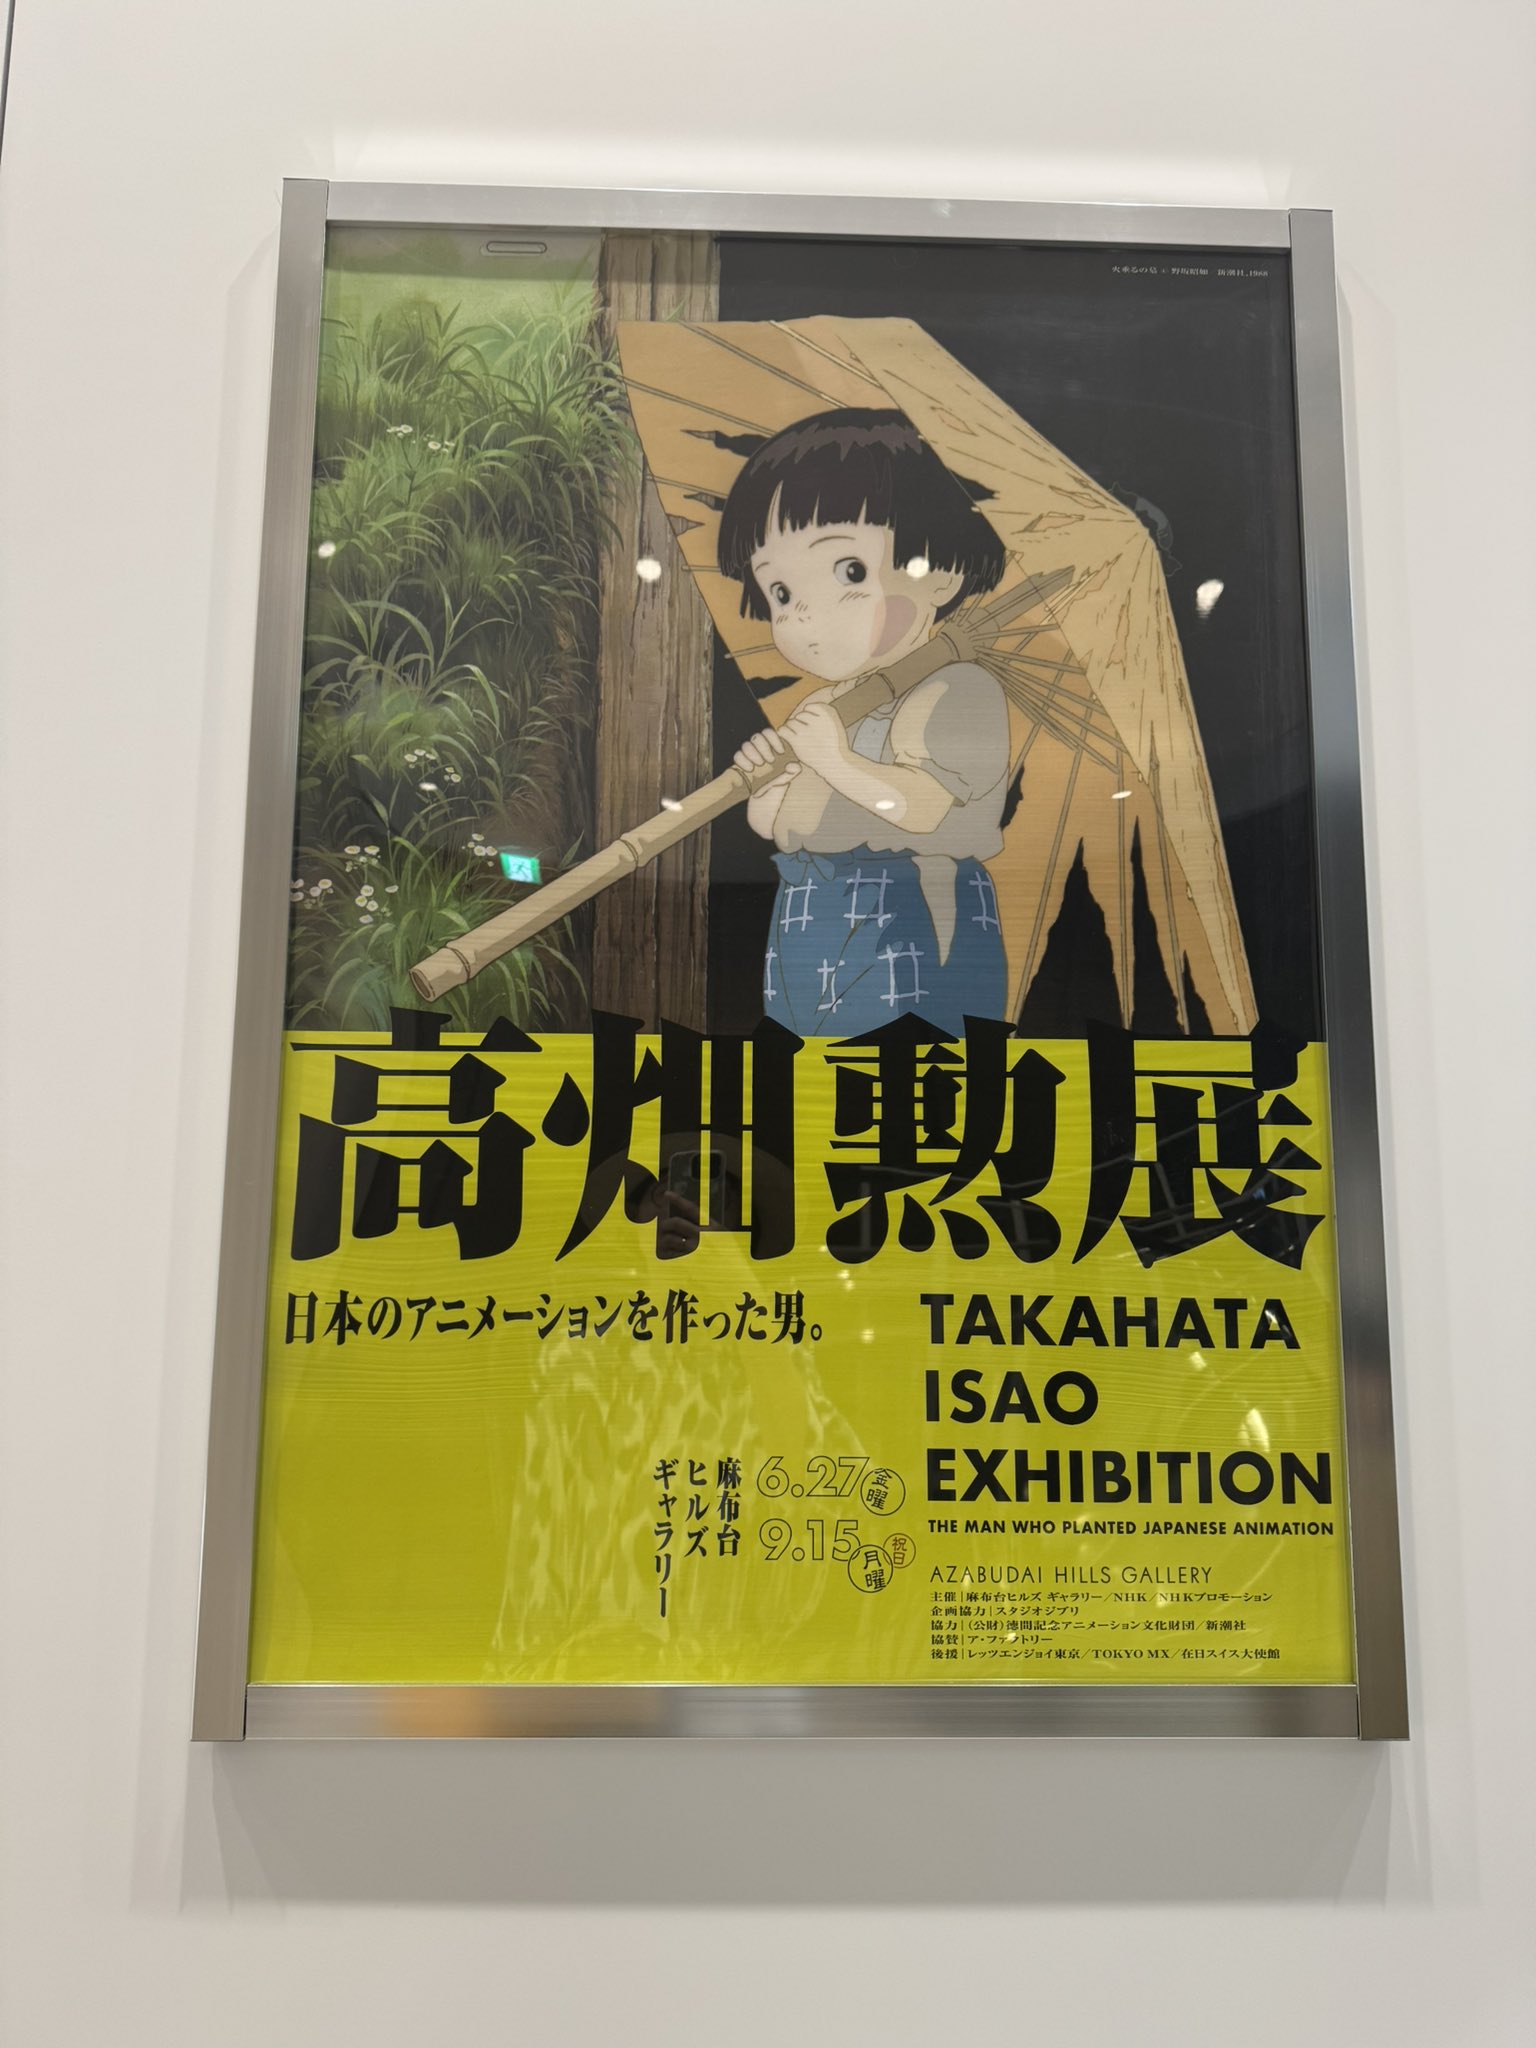 火垂るの墓 © 野坂昭如/新潮社,1988
高畑勲展
日本のアニメーションを作った男。
TAKAHATA
ISAO
EXHIBITION
THE MAN WHO PLANTED JAPANESE ANIMATION
麻布台
ヒルズ
ギャラリー
6.27 金曜
9.15 月曜 祝日
AZABUDAI HILLS GALLERY
主催|麻布台ヒルズ ギャラリー/NHK/NHKプロモーション
企画協力|スタジオジブリ
協力|(公財)徳間記念アニメーション文化財団/新潮社
協賛|ア・ファクトリー
後援|レッツエンジョイ東京/TOKYO MX/在日スイス大使館